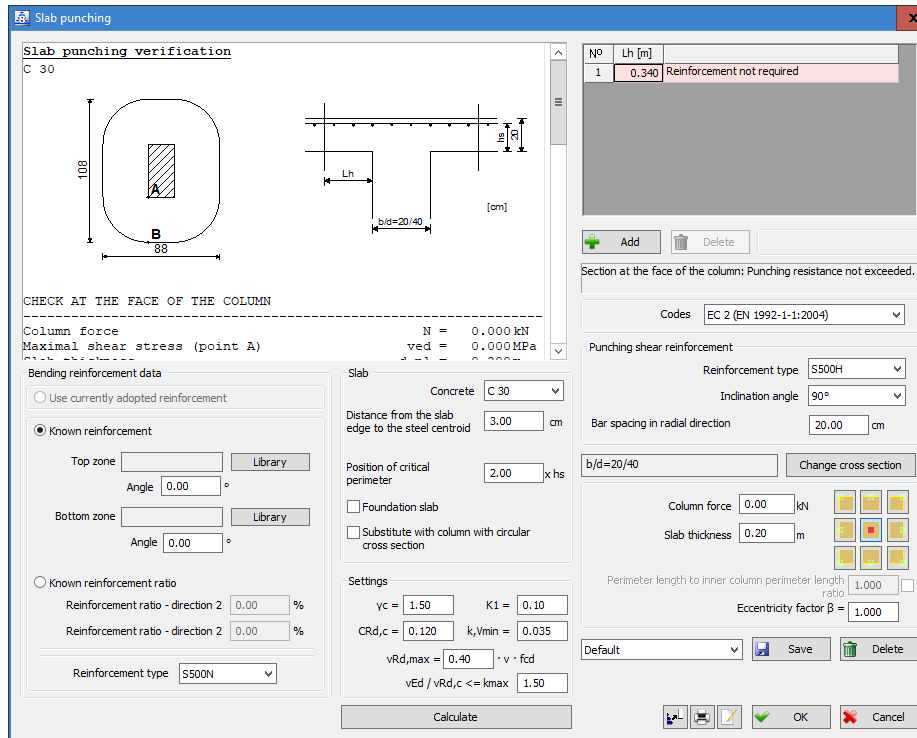 Slab punching
Slab punching verification
C 30
108
A
B
88
Lh
hs
20
b/d=20/40
[cm]
CHECK AT THE FACE OF THE COLUMN
Column force N = 0.000kN
Maximal shear stress (point A) ved = 0.000MPa
Nº Lh [m]
1 0.340 Reinforcement not required
Add Delete
Section at the face of the column: Punching resistance not exceeded.
Codes EC 2 (EN 1992-1-1:2004)
Punching shear reinforcement
Reinforcement type S500H
Inclination angle 90°
Bar spacing in radial direction 20.00 cm
b/d=20/40 Change cross section
Column force 0.00 kN
Slab thickness 0.20 m
Perimeter length to inner column perimeter length
ratio 1.000
Eccentricity factor β = 1.000
Default Save Delete
OK Cancel
Bending reinforcement data
Use currently adopted reinforcement
Known reinforcement
Top zone Library
Angle 0.00 °
Bottom zone Library
Angle 0.00 °
Known reinforcement ratio
Reinforcement ratio - direction 2 0.00 %
Reinforcement ratio - direction 2 0.00 %
Reinforcement type S500N
Slab
Concrete C 30
Distance from the slab
edge to the steel centroid 3.00 cm
Position of critical
perimeter 2.00 x hs
Foundation slab
Substitute with column with circular
cross section
Settings
γc = 1.50 K1 = 0.10
CRd,c = 0.120 k,Vmin = 0.035
vRd,max = 0.40 · ν · fcd
vEd / vRd,c <= kmax 1.50
Calculate